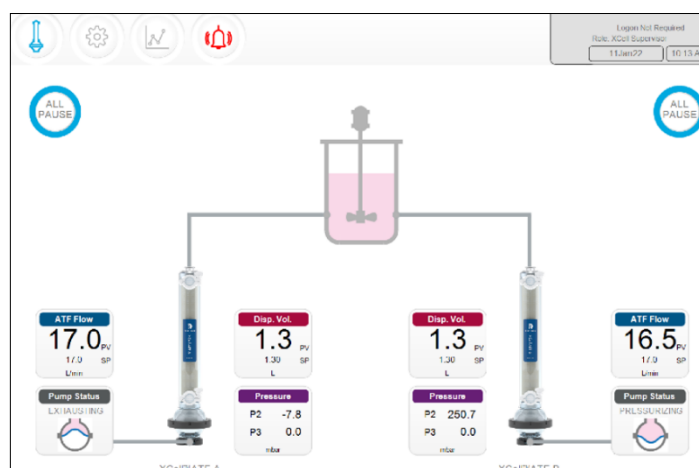 Logon Not Required
Role: XCell Supervisor
11Jan22
10:13 A
ALL PAUSE
ALL PAUSE
ATF Flow
17.0 PV
17.0 SP
L/min
Disp. Vol.
1.3 PV
1.30 SP
L
Disp. Vol.
1.3 PV
1.30 SP
L
ATF Flow
16.5 PV
17.0 SP
L/min
Pump Status
EXHAUSTING
Pressure
P2 -7.8
P3 0.0
mbar
Pressure
P2 250.7
P3 0.0
mbar
Pump Status
PRESSURIZING